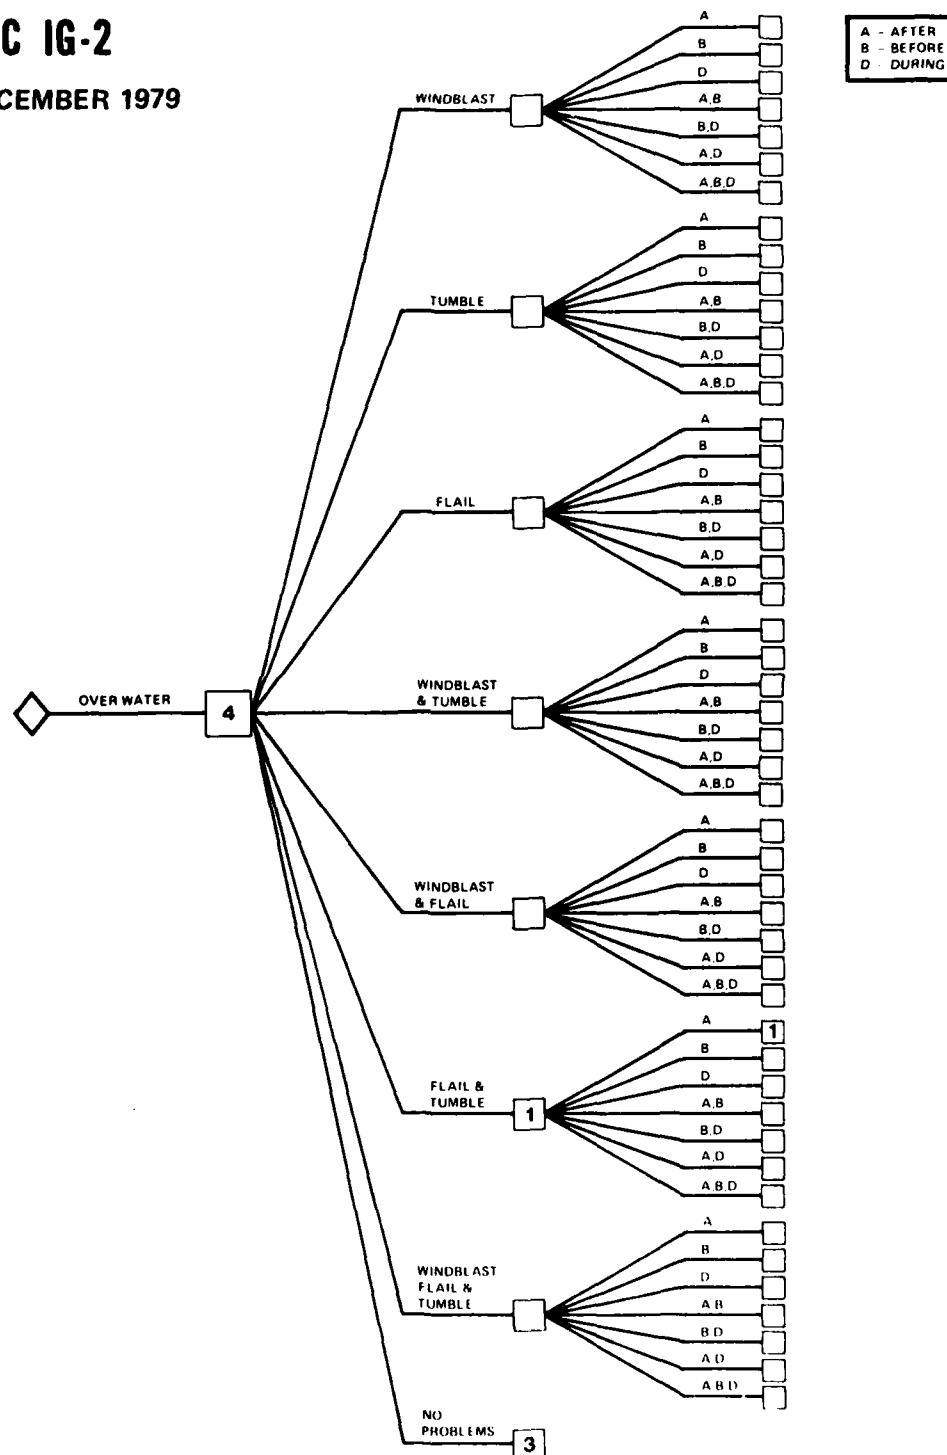 C IG-2
CEMBER 1979
A - AFTER
B - BEFORE
D - DURING
WINDBLAST
A
B
D
A,B
B,D
A,D
A,B,D
TUMBLE
A
B
D
A,B
B,D
A,D
A,B,D
FLAIL
A
B
D
A,B
B,D
A,D
A,B,D
OVER WATER
4
WINDBLAST
& TUMBLE
A
B
D
A,B
B,D
A,D
A,B,D
WINDBLAST
& FLAIL
A
B
D
A,B
B,D
A,D
A,B,D
FLAIL &
TUMBLE
1
A
1
B
D
A,B
B,D
A,D
A,B,D
WINDBLAST
FLAIL &
TUMBLE
A
B
D
A B
B D
A D
A B D
NO
PROBLEMS
3